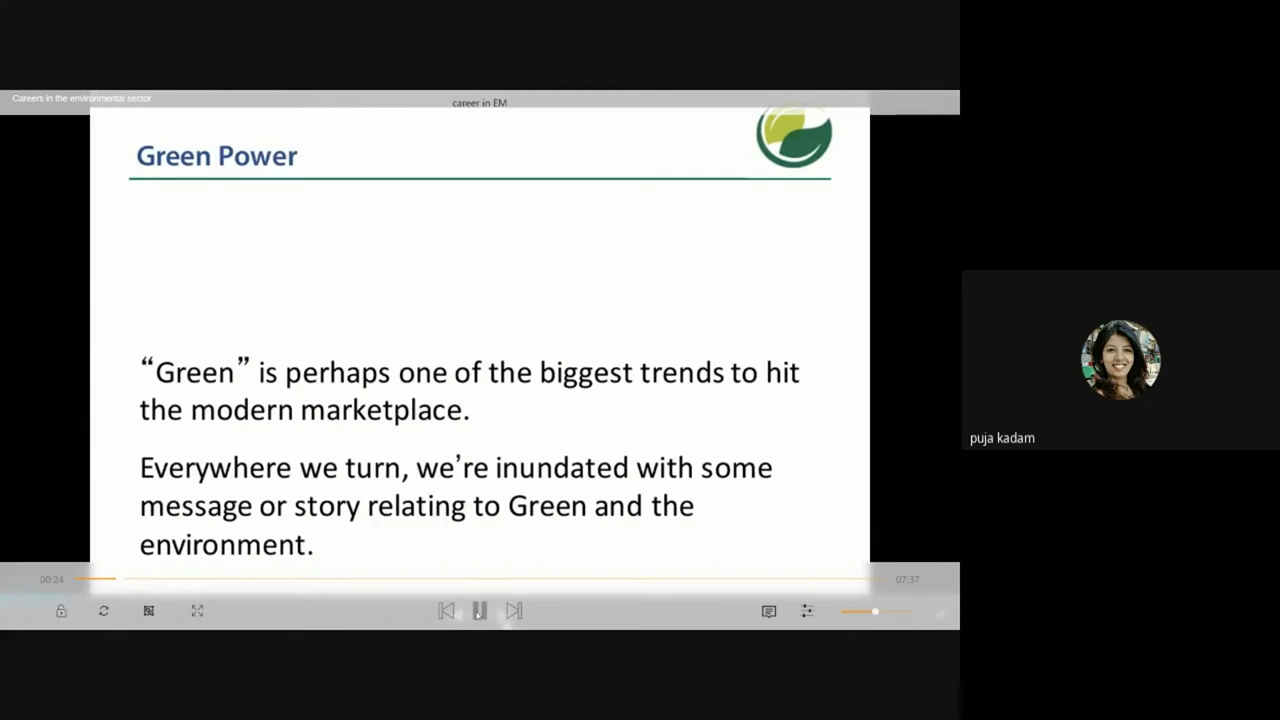 Careers in the environmental sector
career in EM
Green Power
“Green” is perhaps one of the biggest trends to hit
the modern marketplace.
Everywhere we turn, we’re inundated with some
message or story relating to Green and the
environment.
00:24
07:37
puja kadam